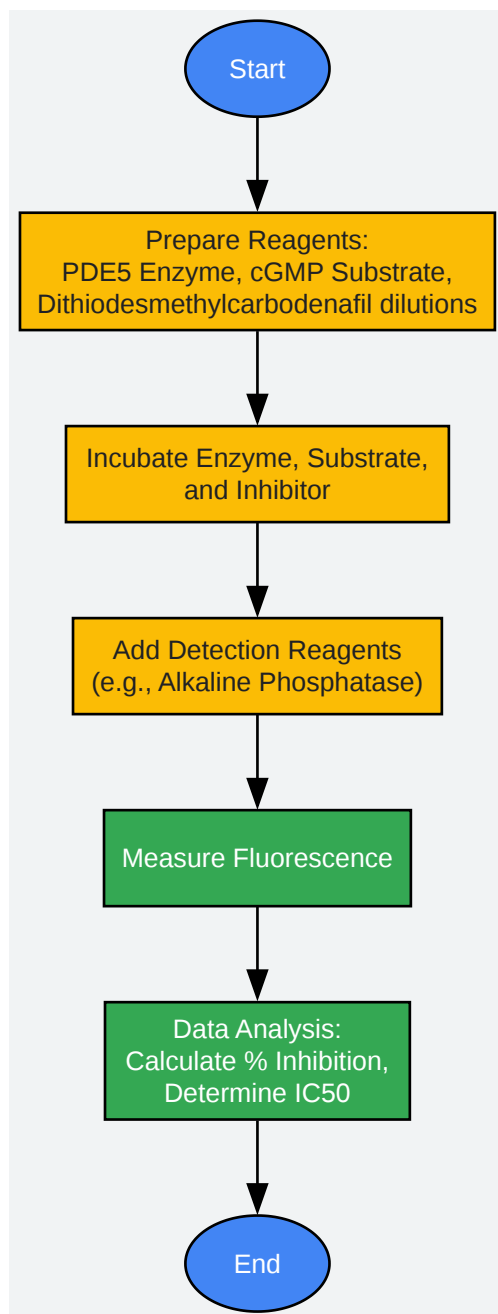 Start
Prepare Reagents:
PDE5 Enzyme, cGMP Substrate,
Dithiodesmethylcarbodenafil dilutions
Incubate Enzyme, Substrate,
and Inhibitor
Add Detection Reagents
(e.g., Alkaline Phosphatase)
Measure Fluorescence
Data Analysis:
Calculate % Inhibition,
Determine IC50
End